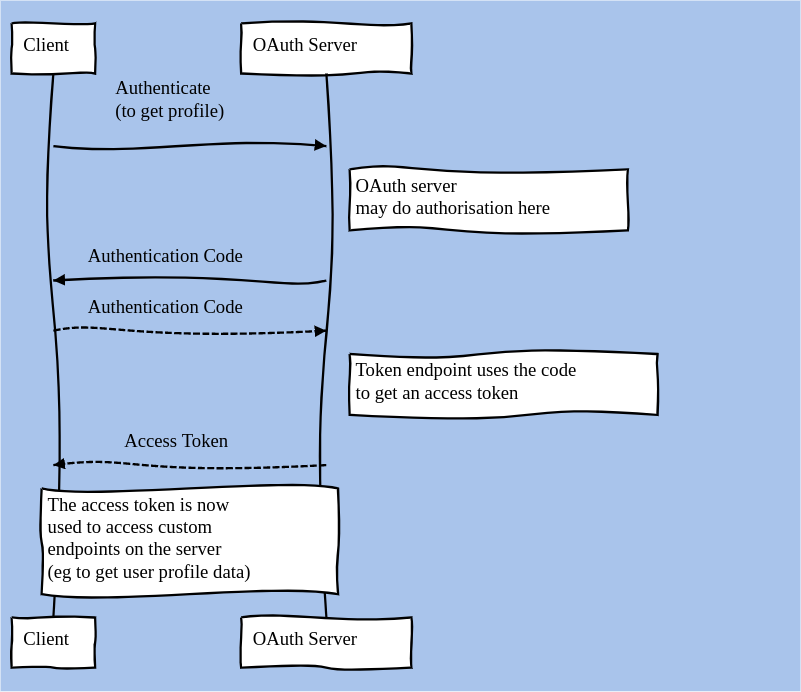 Client
OAuth Server
Authenticate
(to get profile)
OAuth server
may do authorisation here
Authentication Code
Authentication Code
Token endpoint uses the code
to get an access token
Access Token
The access token is now
used to access custom
endpoints on the server
(eg to get user profile data)
Client
OAuth Server